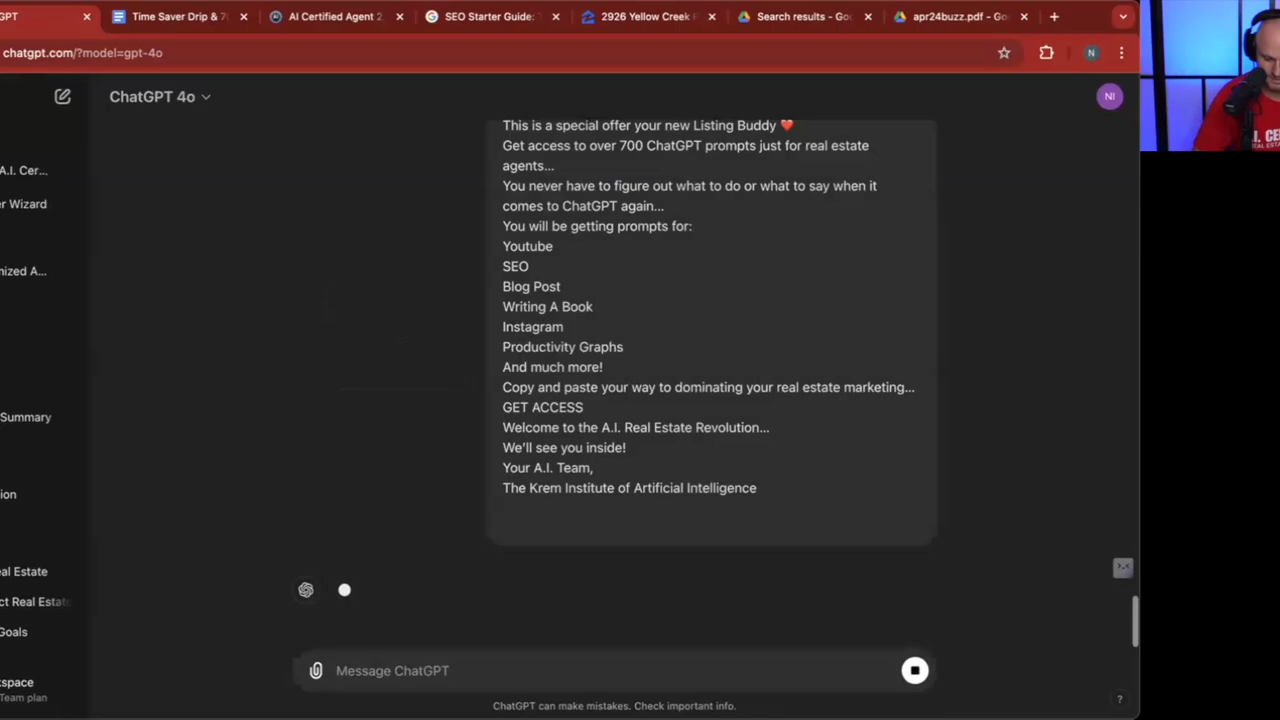 GPT
Time Saver Drip & 7
AI Certified Agent 2
SEO Starter Guide:
2926 Yellow Creek
Search results - Go
apr24buzz.pdf - Go
chatgpt.com/?model=gpt-4o
N
ChatGPT 4o
NI
A.I. Cer...
er Wizard
mized A...
Summary
sion
eal Estate
ct Real Estate
Goals
kspace
Team plan
This is a special offer your new Listing Buddy ❤️
Get access to over 700 ChatGPT prompts just for real estate
agents...
You never have to figure out what to do or what to say when it
comes to ChatGPT again...
You will be getting prompts for:
Youtube
SEO
Blog Post
Writing A Book
Instagram
Productivity Graphs
And much more!
Copy and paste your way to dominating your real estate marketing...
GET ACCESS
Welcome to the A.I. Real Estate Revolution...
We'll see you inside!
Your A.I. Team,
The Krem Institute of Artificial Intelligence
Message ChatGPT
ChatGPT can make mistakes. Check important info.
?